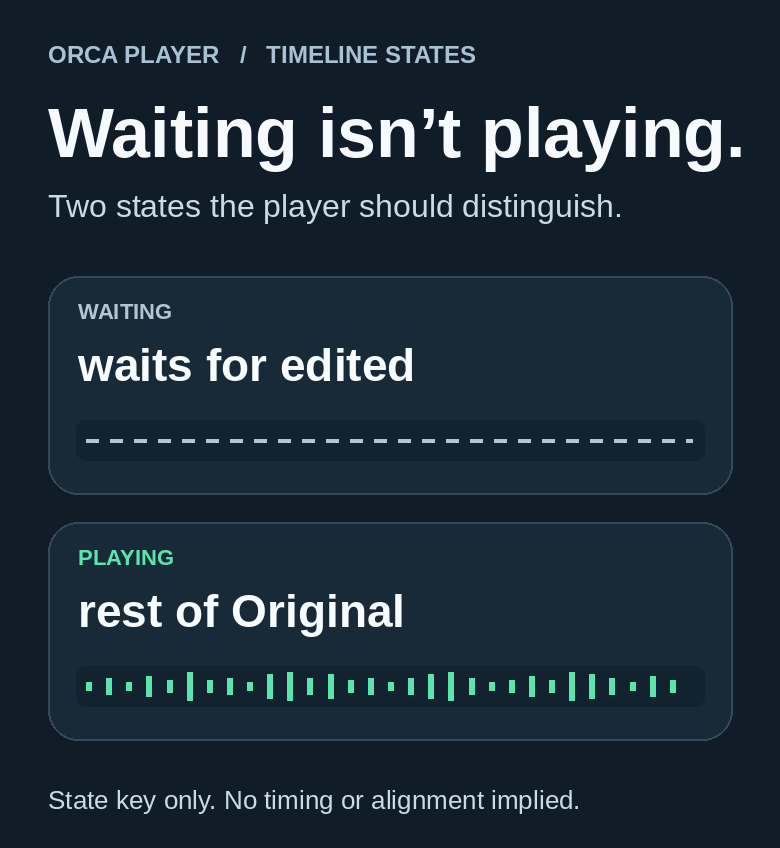 ORCA PLAYER / TIMELINE STATES
Waiting isn’t playing.
Two states the player should distinguish.
WAITING
waits for edited
PLAYING
rest of Original
State key only. No timing or alignment implied.